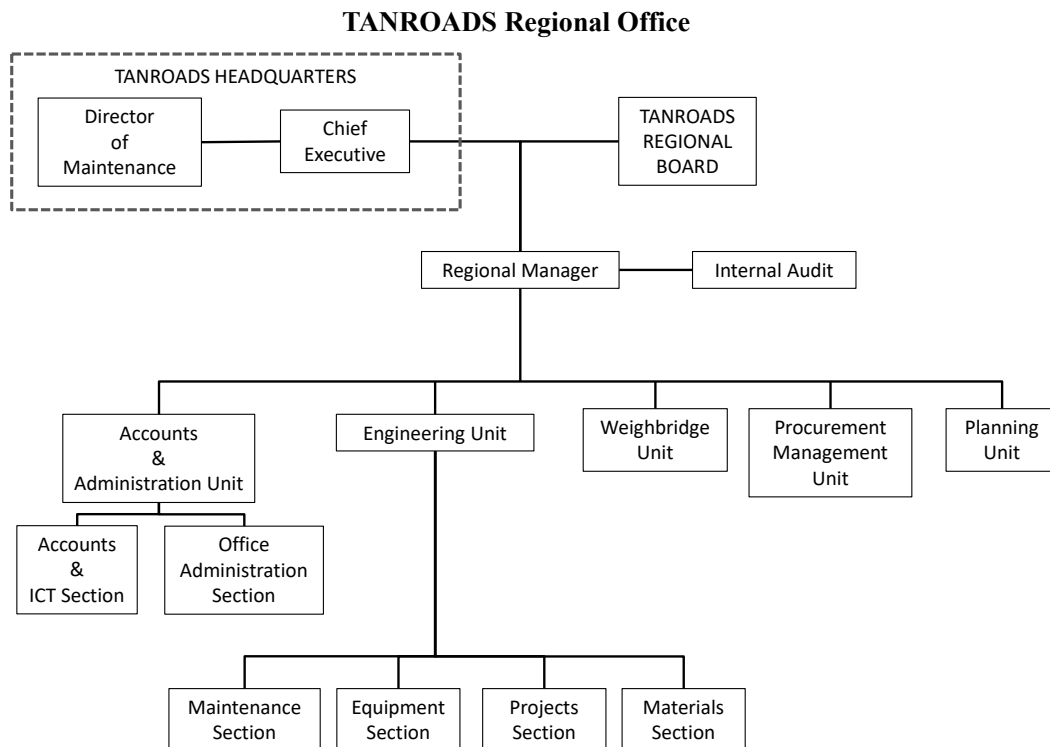 TANROADS Regional Office
TANROADS HEADQUARTERS
Director
of
Maintenance
Chief
Executive
TANROADS
REGIONAL
BOARD
Regional Manager
Internal Audit
Accounts
&
Administration Unit
Engineering Unit
Weighbridge
Unit
Procurement
Management
Unit
Planning
Unit
Accounts
&
ICT Section
Office
Administration
Section
Maintenance
Section
Equipment
Section
Projects
Section
Materials
Section